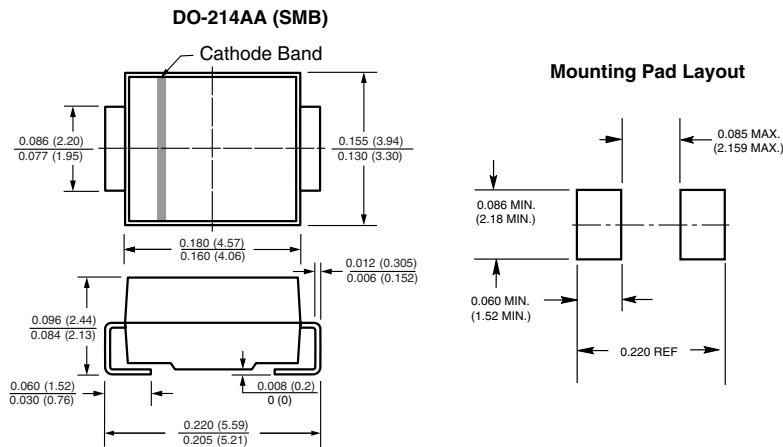 DO-214AA (SMB)
Cathode Band
0.086 (2.20)
0.077 (1.95)
0.155 (3.94)
0.130 (3.30)
0.180 (4.57)
0.160 (4.06)
0.012 (0.305)
0.006 (0.152)
0.096 (2.44)
0.084 (2.13)
0.060 (1.52)
0.030 (0.76)
0.008 (0.2)
0 (0)
0.220 (5.59)
0.205 (5.21)
Mounting Pad Layout
0.085 MAX.
(2.159 MAX.)
0.086 MIN.
(2.18 MIN.)
0.060 MIN.
(1.52 MIN.)
0.220 REF